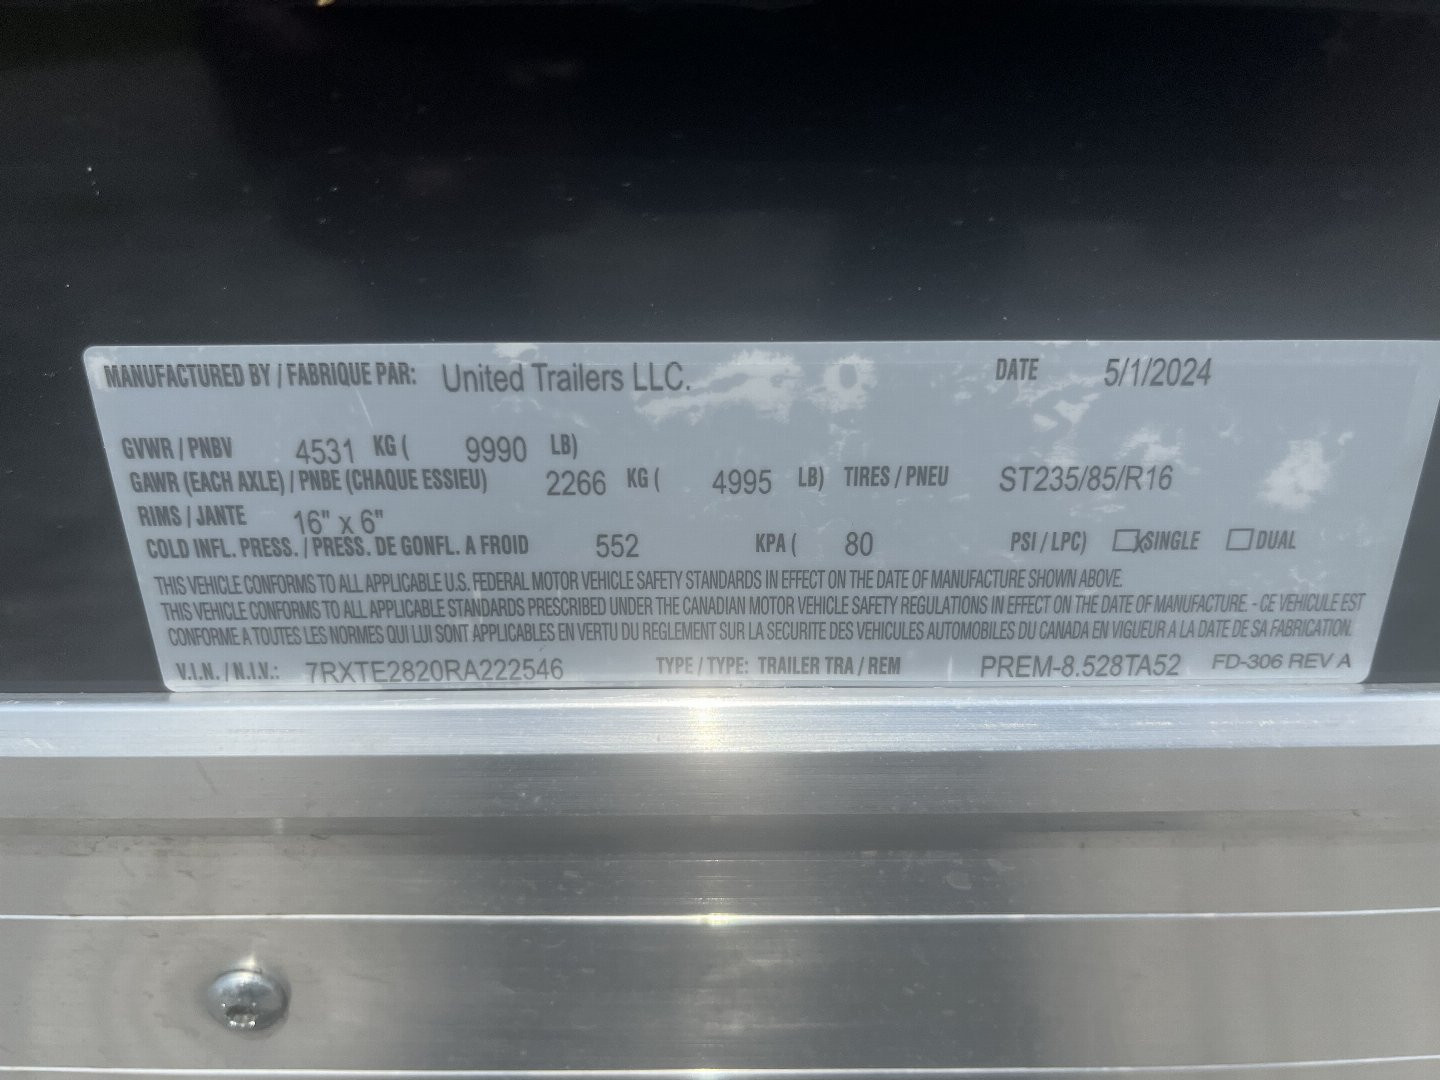 MANUFACTURED BY / FABRIQUE PAR: United Trailers LLC. DATE 5/1/2024
GVWR / PNBV 4531 KG ( 9990 LB)
GAWR (EACH AXLE) / PNBE (CHAQUE ESSIEU) 2266 KG ( 4995 LB) TIRES / PNEU ST235/85/R16
RIMS / JANTE 16" x 6"
COLD INFL. PRESS. / PRESS. DE GONFL. A FROID 552 KPA ( 80 PSI / LPC) X SINGLE DUAL
THIS VEHICLE CONFORMS TO ALL APPLICABLE U.S. FEDERAL MOTOR VEHICLE SAFETY STANDARDS IN EFFECT ON THE DATE OF MANUFACTURE SHOWN ABOVE.
THIS VEHICLE CONFORMS TO ALL APPLICABLE STANDARDS PRESCRIBED UNDER THE CANADIAN MOTOR VEHICLE SAFETY REGULATIONS IN EFFECT ON THE DATE OF MANUFACTURE. - CE VEHICULE EST
CONFORME A TOUTES LES NORMES QUI LUI SONT APPLICABLES EN VERTU DU REGLEMENT SUR LA SECURITE DES VEHICULES AUTOMOBILES DU CANADA EN VIGUEUR A LA DATE DE SA FABRICATION.
V.I.N. / N.I.V.: 7RXTE2820RA222546 TYPE / TYPE: TRAILER TRA / REM PREM-8.528TA52 FD-306 REV A